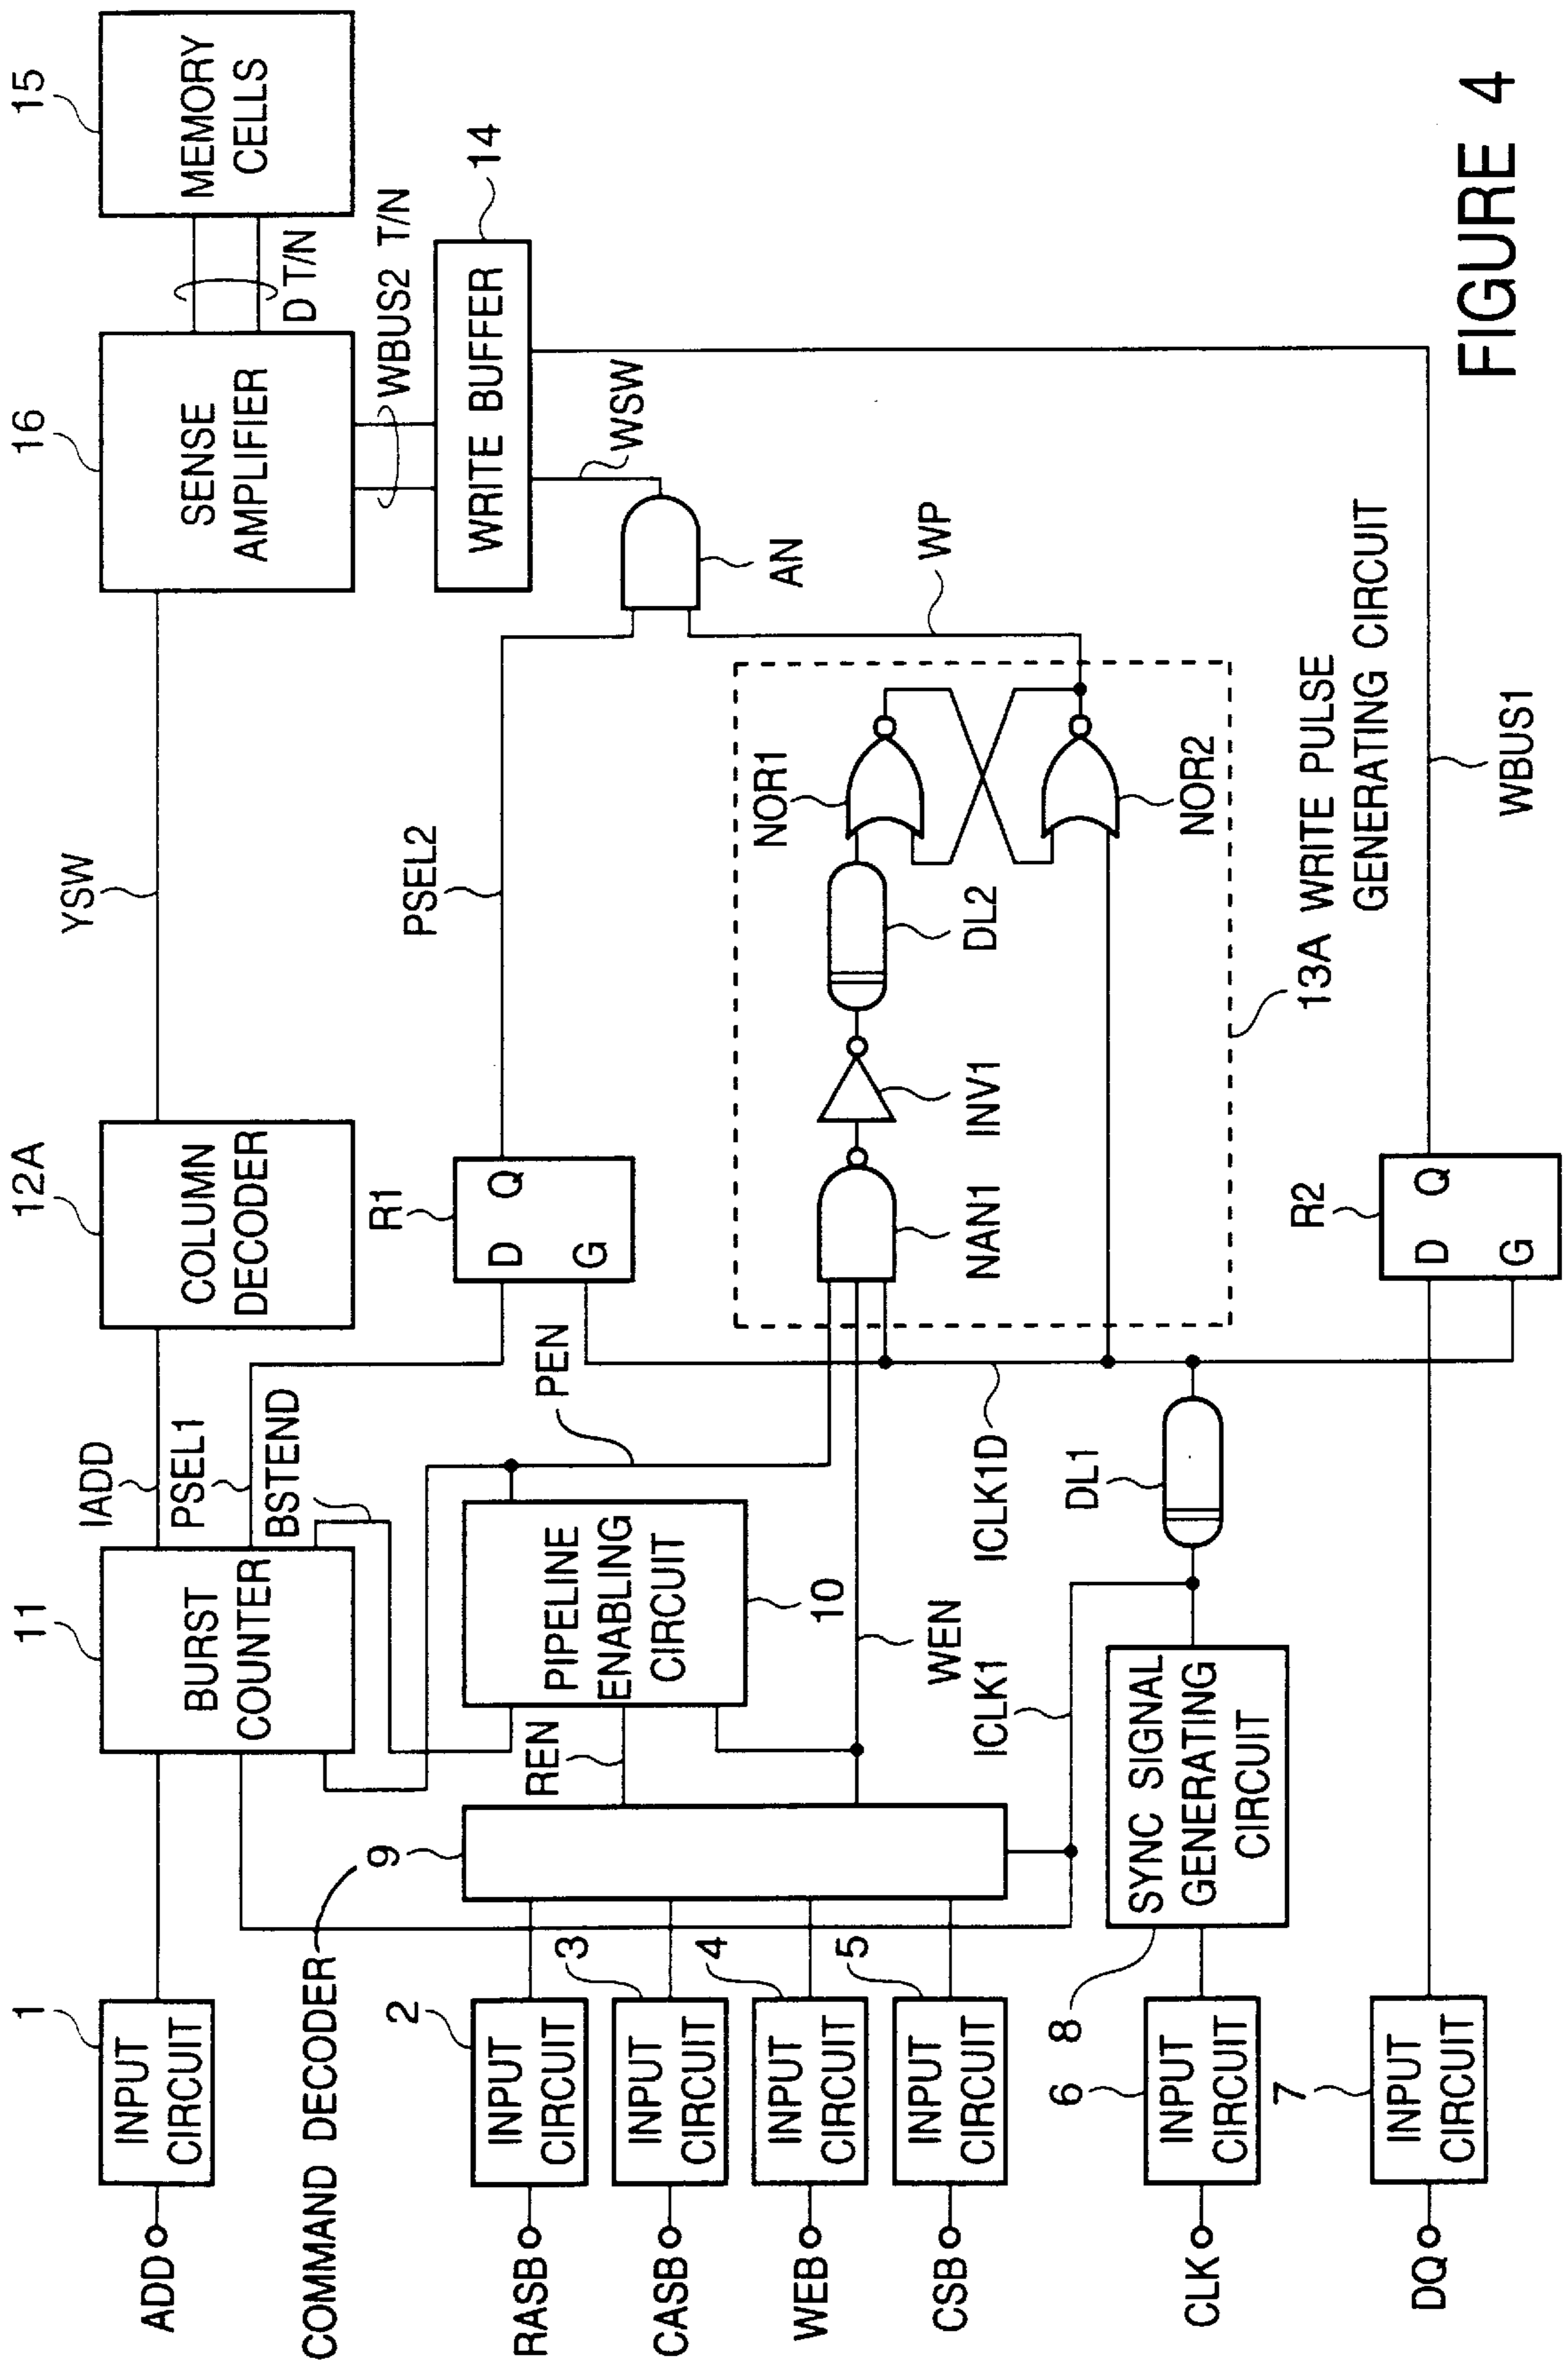 ADD
1
INPUT
CIRCUIT
11
BURST
COUNTER
IADD
PSEL1
BSTEND
12A
COLUMN
DECODER
YSW
16
SENSE
AMPLIFIER
D T/N
15
MEMORY
CELLS
WBUS2 T/N
14
WRITE BUFFER
WSW
COMMAND DECODER
9
RASB
2
INPUT
CIRCUIT
CASB
3
INPUT
CIRCUIT
WEB
4
INPUT
CIRCUIT
CSB
5
INPUT
CIRCUIT
REN
PIPELINE
ENABLING
CIRCUIT
10
PEN
WEN
R1
D Q
G
PSEL2
AN
WP
NAN1
INV1
DL2
NOR1
NOR2
13A WRITE PULSE
GENERATING CIRCUIT
CLK
6
INPUT
CIRCUIT
8
SYNC SIGNAL
GENERATING
CIRCUIT
ICLK1
DL1
ICLK1D
DQ
7
INPUT
CIRCUIT
R2
D Q
G
WBUS1
FIGURE 4